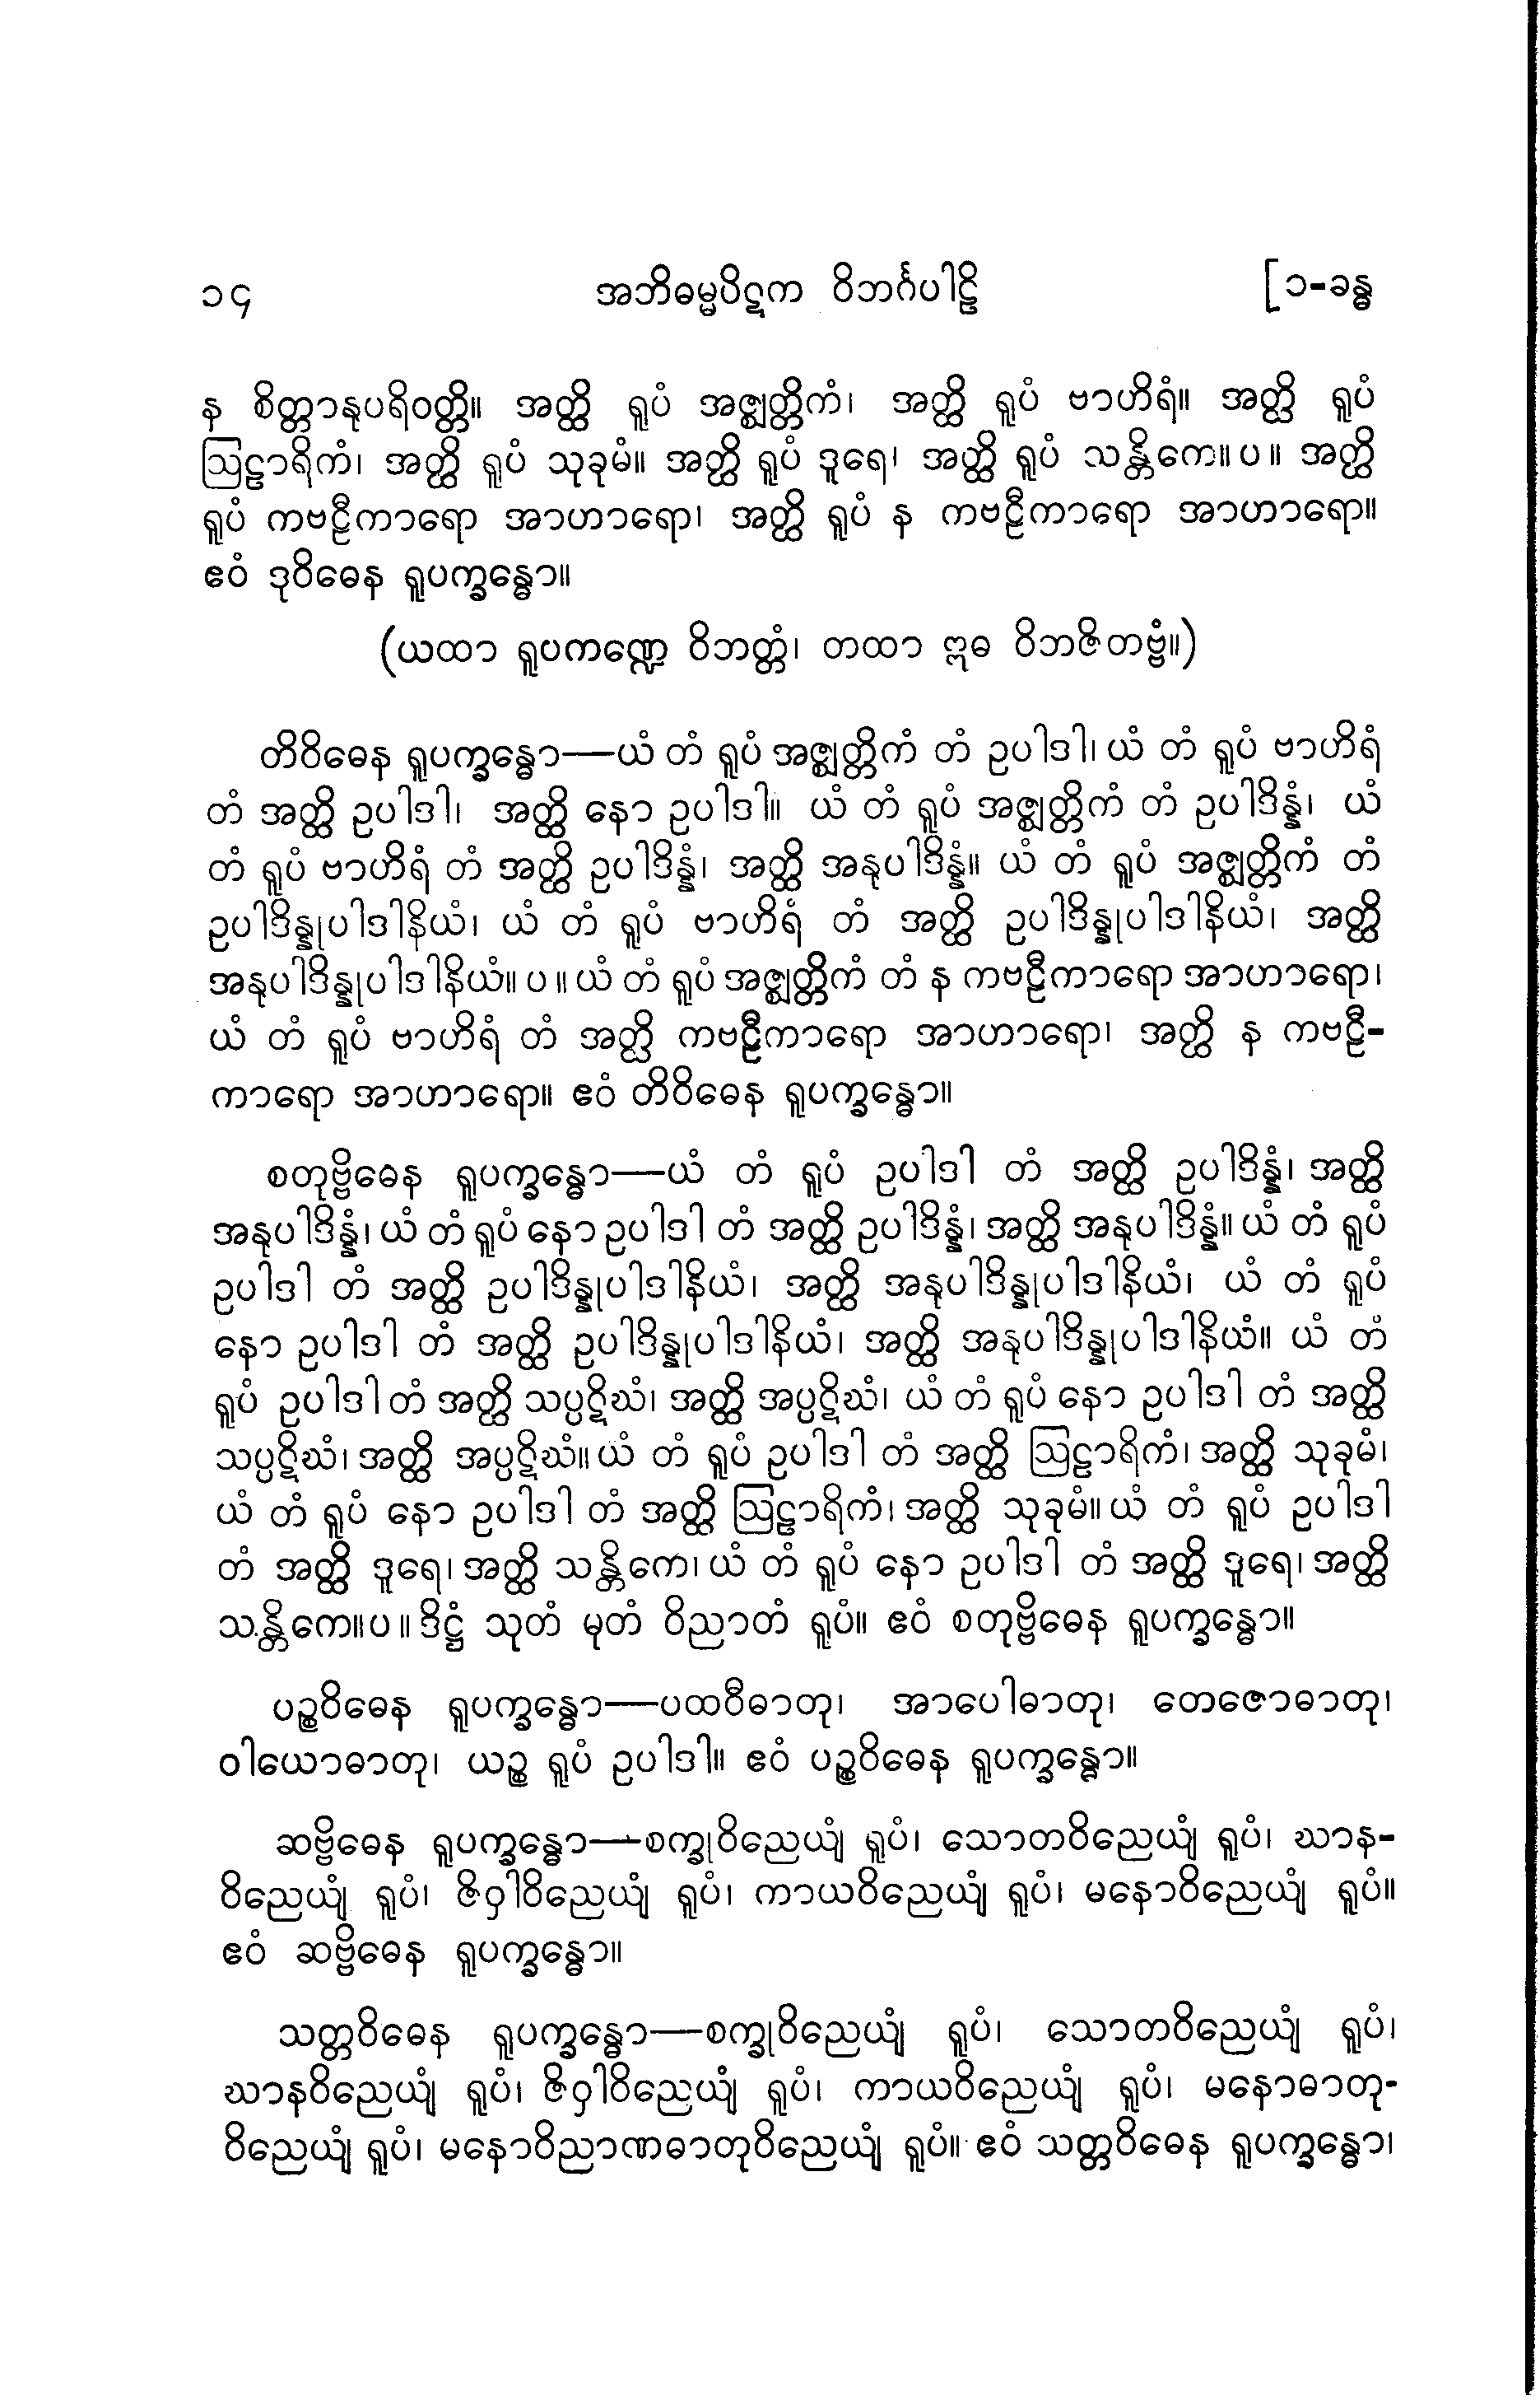 ၁၄ အဘိဓမ္မပိဋက ဝိဘင်္ဂပါဠိ [၁-ခန္ဓ
န စိတ္တာနုပရိဝတ္တိ။ အတ္ထိ ရူပံ အဇ္ဈတ္တိကံ၊ အတ္ထိ ရူပံ ဗာဟိရံ။ အတ္ထိ ရူပံ
ဩဠာရိကံ၊ အတ္ထိ ရူပံ သုခုမံ။ အတ္ထိ ရူပံ ဒူရေ၊ အတ္ထိ ရူပံ သန္တိကေ။ပ။ အတ္ထိ
ရူပံ ကဗဠီကာရော အာဟာရော၊ အတ္ထိ ရူပံ န ကဗဠီကာရော အာဟာရော။
ဧဝံ ဒုဝိဓေန ရူပက္ခန္ဓော။
(ယထာ ရူပကဏ္ဍေ ဝိဘတ္တံ၊ တထာ ဣဓ ဝိဘဇိတဗ္ဗံ။)
တိဝိဓေန ရူပက္ခန္ဓော—ယံ တံ ရူပံ အဇ္ဈတ္တိကံ တံ ဥပါဒါ၊ ယံ တံ ရူပံ ဗာဟိရံ
တံ အတ္ထိ ဥပါဒါ၊ အတ္ထိ နော ဥပါဒါ။ ယံ တံ ရူပံ အဇ္ဈတ္တိကံ တံ ဥပါဒိန္နံ၊ ယံ
တံ ရူပံ ဗာဟိရံ တံ အတ္ထိ ဥပါဒိန္နံ၊ အတ္ထိ အနုပါဒိန္နံ။ ယံ တံ ရူပံ အဇ္ဈတ္တိကံ တံ
ဥပါဒိန္နုပါဒါနိယံ၊ ယံ တံ ရူပံ ဗာဟိရံ တံ အတ္ထိ ဥပါဒိန္နုပါဒါနိယံ၊ အတ္ထိ
အနုပါဒိန္နုပါဒါနိယံ။ပ။ ယံ တံ ရူပံ အဇ္ဈတ္တိကံ တံ န ကဗဠီကာရော အာဟာရော၊
ယံ တံ ရူပံ ဗာဟိရံ တံ အတ္ထိ ကဗဠီကာရော အာဟာရော၊ အတ္ထိ န ကဗဠီ-
ကာရော အာဟာရော။ ဧဝံ တိဝိဓေန ရူပက္ခန္ဓော။
စတုဗ္ဗိဓေန ရူပက္ခန္ဓော—ယံ တံ ရူပံ ဥပါဒါ တံ အတ္ထိ ဥပါဒိန္နံ၊ အတ္ထိ
အနုပါဒိန္နံ၊ ယံ တံ ရူပံ နော ဥပါဒါ တံ အတ္ထိ ဥပါဒိန္နံ၊ အတ္ထိ အနုပါဒိန္နံ။ ယံ တံ ရူပံ
ဥပါဒါ တံ အတ္ထိ ဥပါဒိန္နုပါဒါနိယံ၊ အတ္ထိ အနုပါဒိန္နုပါဒါနိယံ၊ ယံ တံ ရူပံ
နော ဥပါဒါ တံ အတ္ထိ ဥပါဒိန္နုပါဒါနိယံ၊ အတ္ထိ အနုပါဒိန္နုပါဒါနိယံ။ ယံ တံ
ရူပံ ဥပါဒါ တံ အတ္ထိ သပ္ပဋိဃံ၊ အတ္ထိ အပ္ပဋိဃံ၊ ယံ တံ ရူပံ နော ဥပါဒါ တံ အတ္ထိ
သပ္ပဋိဃံ၊ အတ္ထိ အပ္ပဋိဃံ။ ယံ တံ ရူပံ ဥပါဒါ တံ အတ္ထိ ဩဠာရိကံ၊ အတ္ထိ သုခုမံ၊
ယံ တံ ရူပံ နော ဥပါဒါ တံ အတ္ထိ ဩဠာရိကံ၊ အတ္ထိ သုခုမံ။ ယံ တံ ရူပံ ဥပါဒါ
တံ အတ္ထိ ဒူရေ၊ အတ္ထိ သန္တိကေ၊ ယံ တံ ရူပံ နော ဥပါဒါ တံ အတ္ထိ ဒူရေ၊ အတ္ထိ
သန္တိကေ။ပ။ ဒိဋ္ဌံ သုတံ မုတံ ဝိညာတံ ရူပံ။ ဧဝံ စတုဗ္ဗိဓေန ရူပက္ခန္ဓော။
ပဉ္စဝိဓေန ရူပက္ခန္ဓော—ပထဝီဓာတု၊ အာပေါဓာတု၊ တေဇောဓာတု၊
ဝါယောဓာတု၊ ယဉ္စ ရူပံ ဥပါဒါ။ ဧဝံ ပဉ္စဝိဓေန ရူပက္ခန္ဓော။
ဆဗ္ဗိဓေန ရူပက္ခန္ဓော—စက္ခုဝိညေယျံ ရူပံ၊ သောတဝိညေယျံ ရူပံ၊ ဃာန-
ဝိညေယျံ ရူပံ၊ ဇိဝှါဝိညေယျံ ရူပံ၊ ကာယဝိညေယျံ ရူပံ၊ မနောဝိညေယျံ ရူပံ။
ဧဝံ ဆဗ္ဗိဓေန ရူပက္ခန္ဓော။
သတ္တဝိဓေန ရူပက္ခန္ဓော—စက္ခုဝိညေယျံ ရူပံ၊ သောတဝိညေယျံ ရူပံ၊
ဃာနဝိညေယျံ ရူပံ၊ ဇိဝှါဝိညေယျံ ရူပံ၊ ကာယဝိညေယျံ ရူပံ၊ မနောဓာတု-
ဝိညေယျံ ရူပံ၊ မနောဝိညာဏဓာတုဝိညေယျံ ရူပံ။ ဧဝံ သတ္တဝိဓေန ရူပက္ခန္ဓော၊